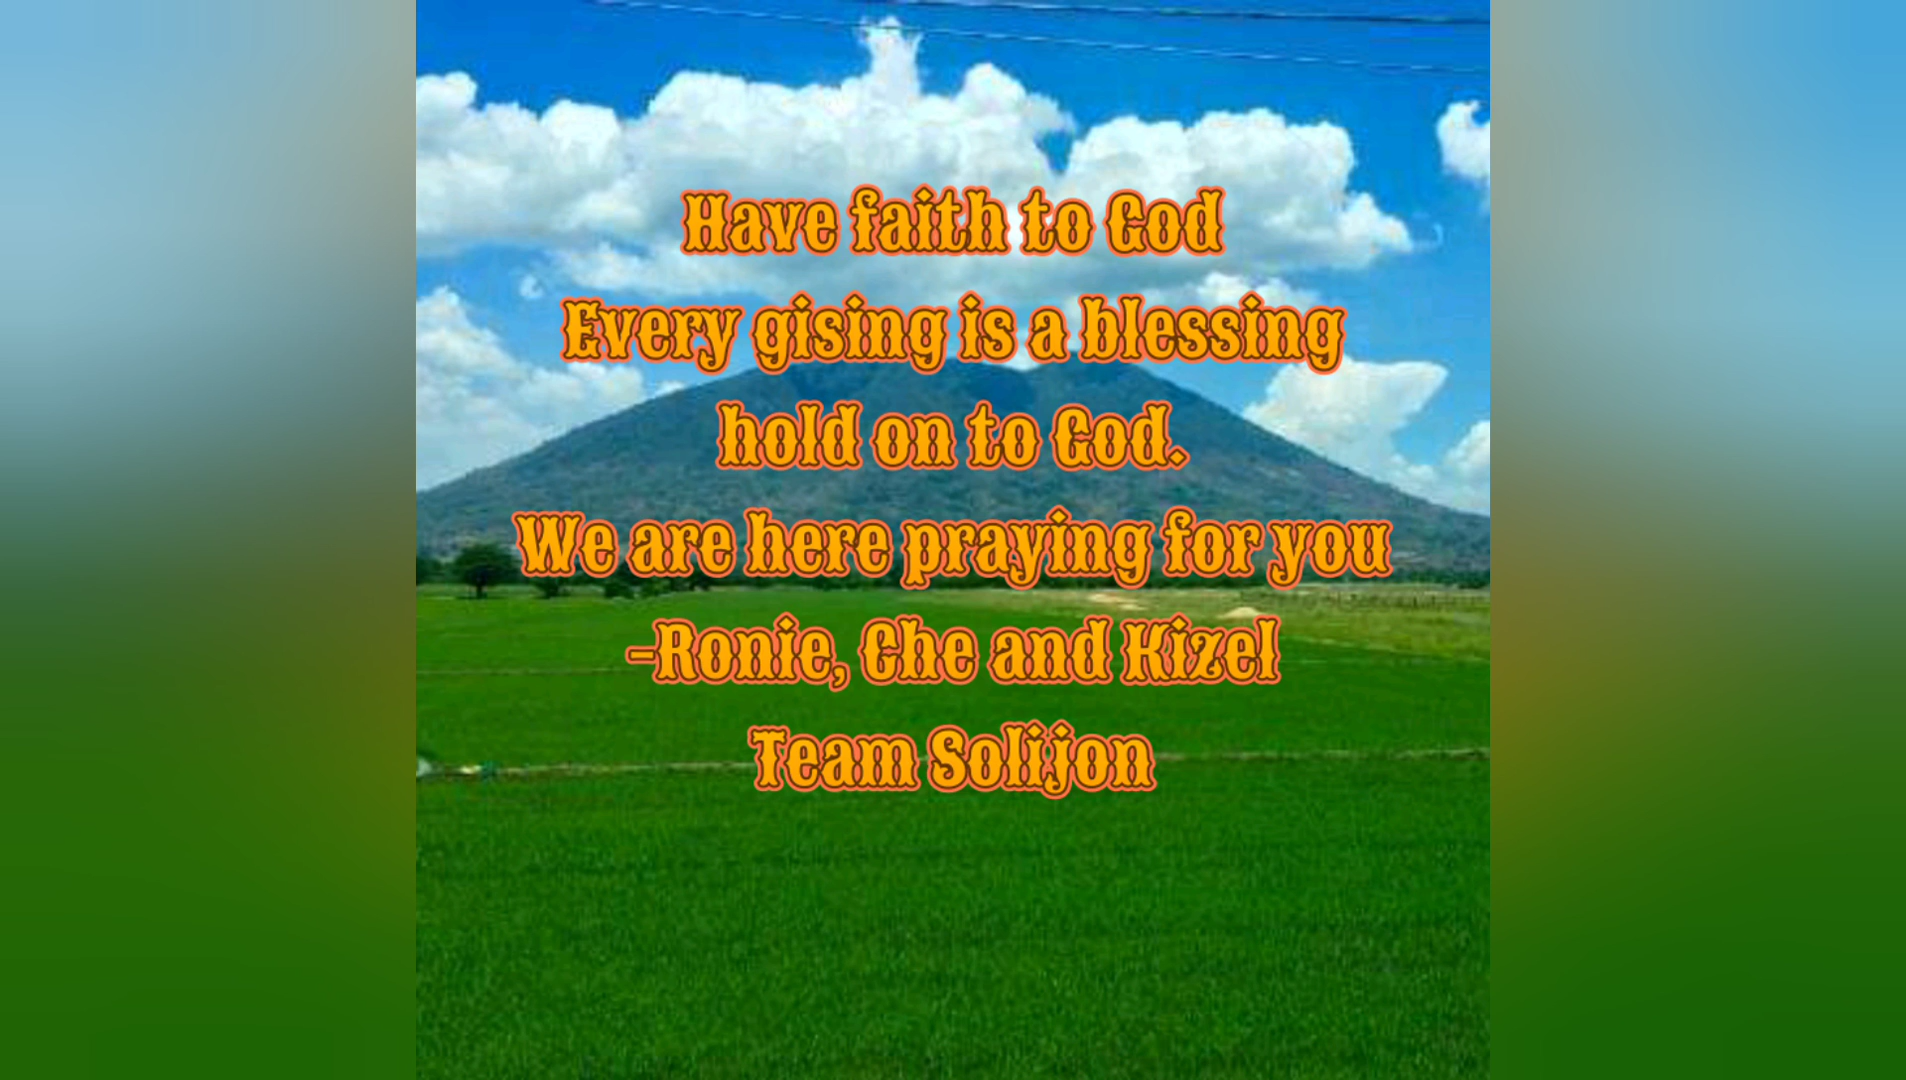 Have faith to God
Every gising is a blessing
hold on to God.
We are here praying for you
-Ronie, Che and Kizel
Team Solijon